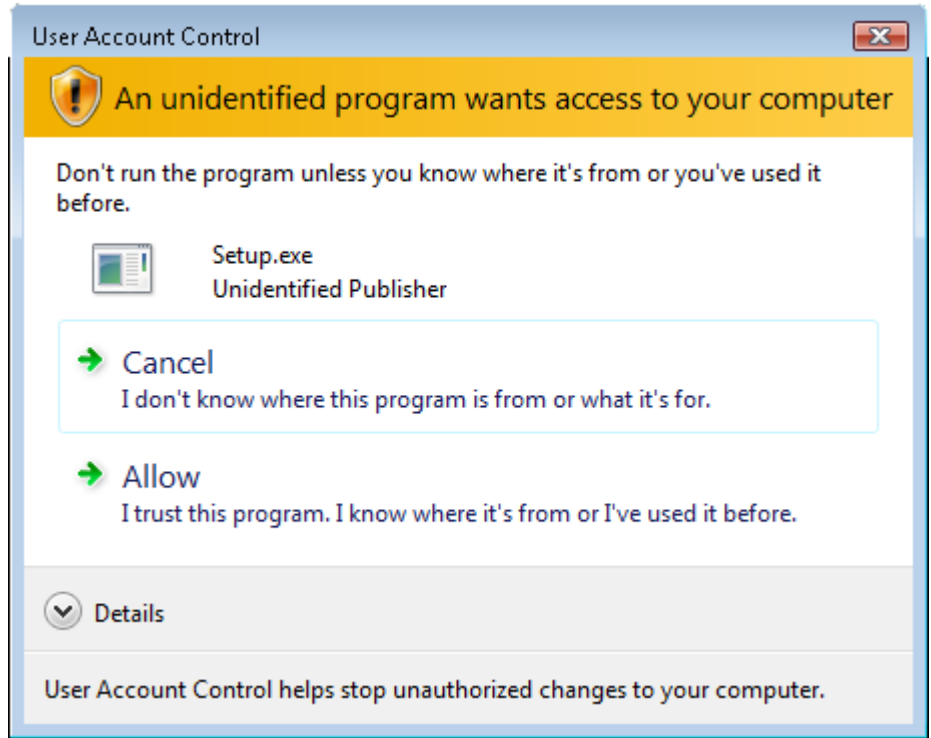 User Account Control
An unidentified program wants access to your computer
Don't run the program unless you know where it's from or you've used it
before.
Setup.exe
Unidentified Publisher
Cancel
I don't know where this program is from or what it's for.
Allow
I trust this program. I know where it's from or I've used it before.
Details
User Account Control helps stop unauthorized changes to your computer.